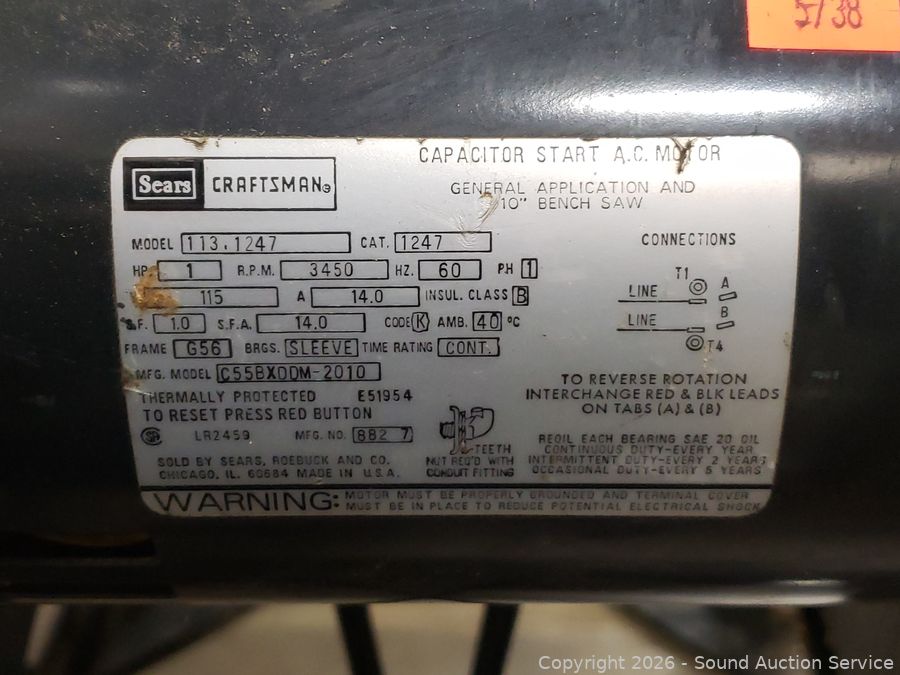 5138
CAPACITOR START A.C. MOTOR
Sears CRAFTSMAN®
GENERAL APPLICATION AND
10" BENCH SAW
MODEL 113.1247 CAT. 1247
HP 1 R.P.M. 3450 HZ. 60 PH 1
115 A 14.0 INSUL. CLASS B
S.F. 1.0 S.F.A. 14.0 CODE K AMB. 40 °C
FRAME G56 BRGS. SLEEVE TIME RATING CONT.
MFG. MODEL C55BXDDM-2010
THERMALLY PROTECTED E51954
TO RESET PRESS RED BUTTON
LR2459 MFG. NO. 882 7
SOLD BY SEARS, ROEBUCK AND CO.
CHICAGO, IL. 60684 MADE IN U.S.A.
TEETH
NUT REQ'D WITH
CONDUIT FITTING
CONNECTIONS
T1
LINE A
LINE B
T4
TO REVERSE ROTATION
INTERCHANGE RED & BLK LEADS
ON TABS (A) & (B)
REOIL EACH BEARING SAE 20 OIL
CONTINUOUS DUTY-EVERY YEAR
INTERMITTENT DUTY-EVERY 2 YEARS
OCCASIONAL DUTY-EVERY 5 YEARS
WARNING: MOTOR MUST BE PROPERLY GROUNDED AND TERMINAL COVER
MUST BE IN PLACE TO REDUCE POTENTIAL ELECTRICAL SHOCK
Copyright 2026 - Sound Auction Service